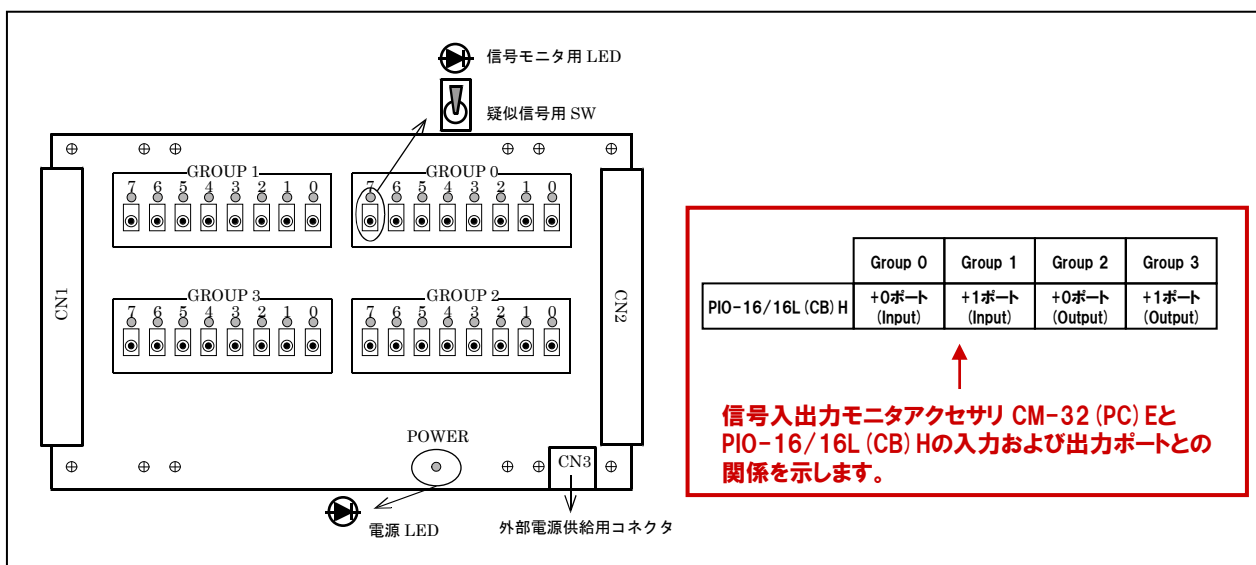 信号モニタ用 LED
疑似信号用 SW
GROUP 1
7 6 5 4 3 2 1 0
GROUP 0
7 6 5 4 3 2 1 0
CN1
GROUP 3
7 6 5 4 3 2 1 0
GROUP 2
7 6 5 4 3 2 1 0
CN2
POWER
CN3
電源 LED
外部電源供給用コネクタ
Group 0 Group 1 Group 2 Group 3
PIO-16/16L(CB)H +0ポート (Input) +1ポート (Input) +0ポート (Output) +1ポート (Output)
信号入出力モニタアクセサリ CM-32(PC)Eと
PIO-16/16L(CB)Hの入力および出力ポートとの
関係を示します。